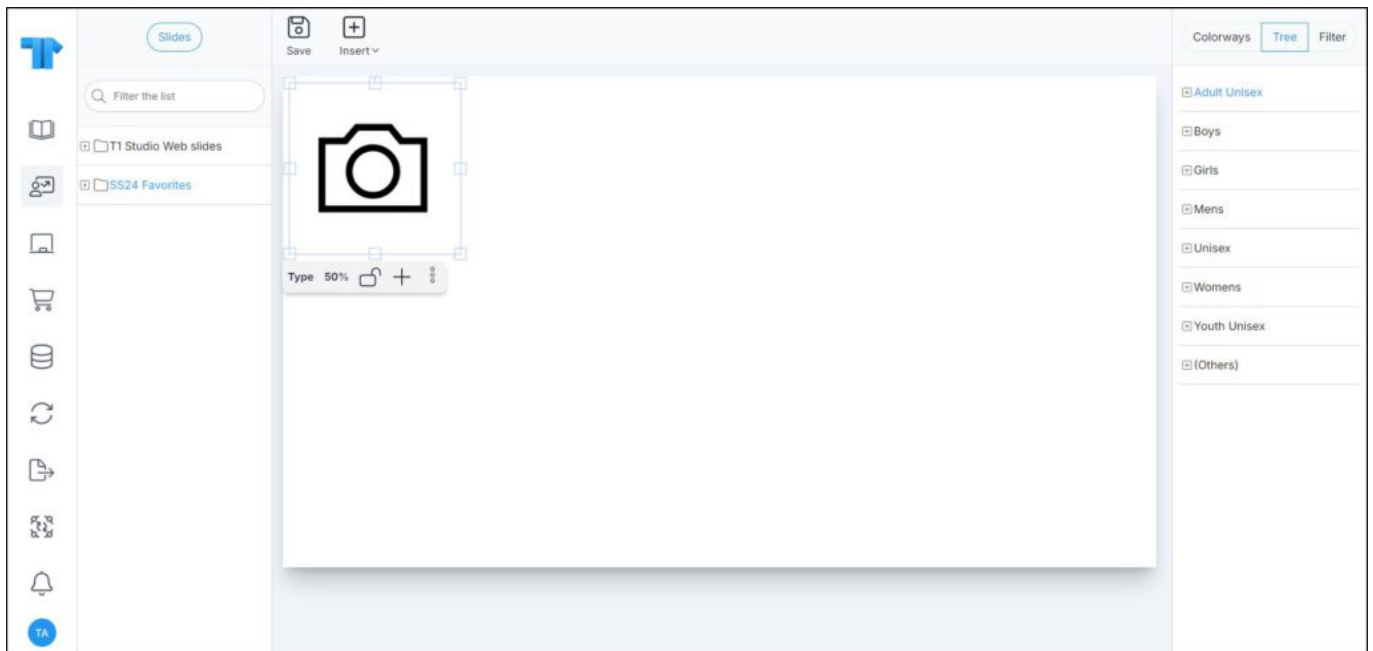 Slides
Filter the list
T1 Studio Web slides
SS24 Favorites
Save
Insert
Type 50%
Colorways Tree Filter
Adult Unisex
Boys
Girls
Mens
Unisex
Womens
Youth Unisex
(Others)
TA